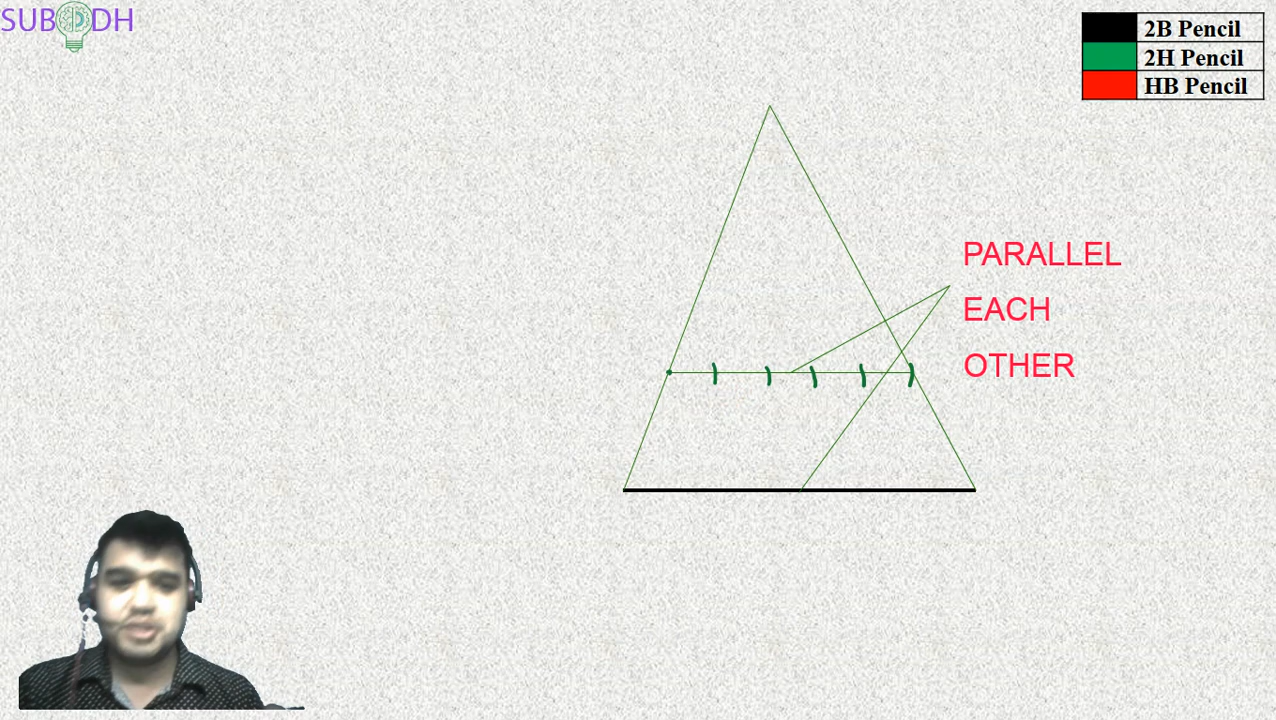 SUBODH
2B Pencil
2H Pencil
HB Pencil
PARALLEL
EACH
OTHER